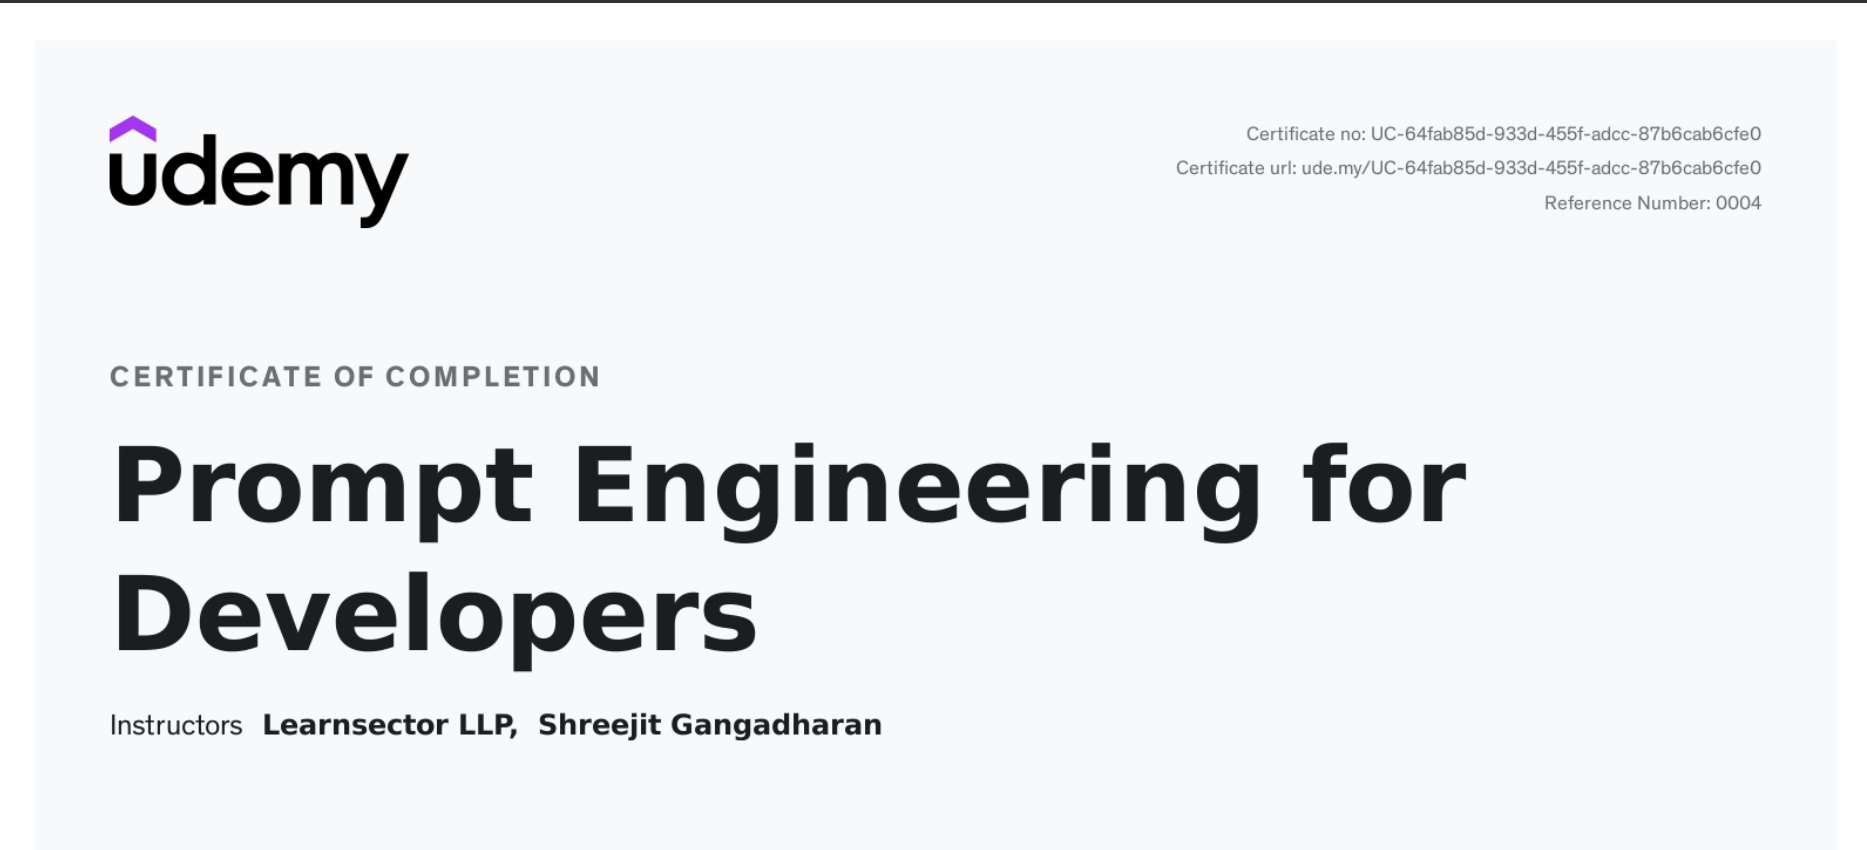 udemy
Certificate no: UC-64fab85d-933d-455f-adcc-87b6cab6cfe0
Certificate url: ude.my/UC-64fab85d-933d-455f-adcc-87b6cab6cfe0
Reference Number: 0004
CERTIFICATE OF COMPLETION
Prompt Engineering for
Developers
Instructors Learnsector LLP, Shreejit Gangadharan